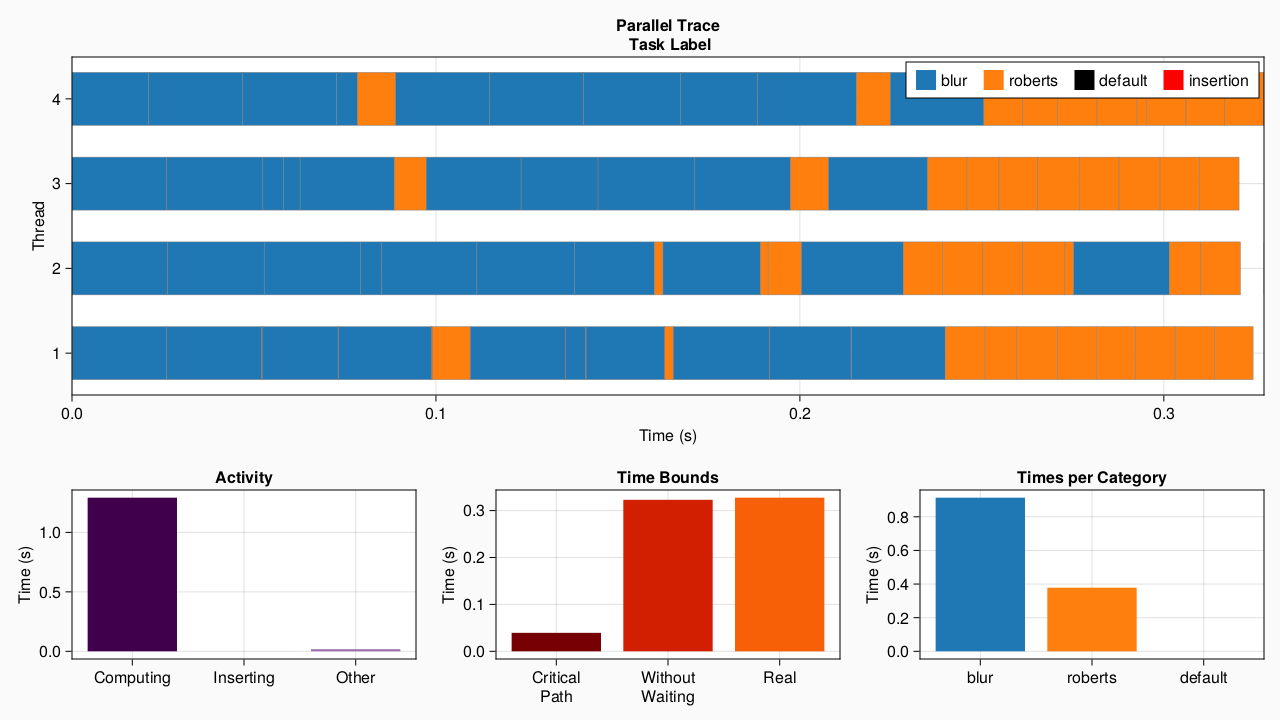 Parallel Trace
Task Label
blur roberts default insertion
Thread
4
3
2
1
0.0 0.1 0.2 0.3
Time (s)
Activity
Time (s)
1.0
0.5
0.0
Computing Inserting Other
Time Bounds
Time (s)
0.3
0.2
0.1
0.0
Critical Path Without Waiting Real
Times per Category
Time (s)
0.8
0.6
0.4
0.2
0.0
blur roberts default